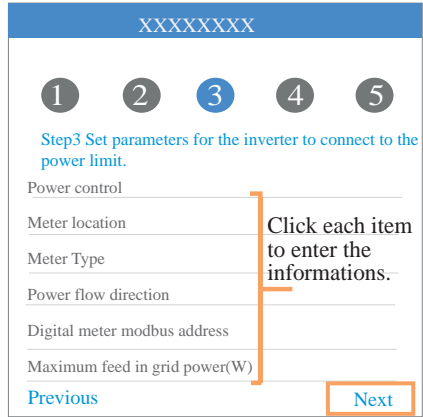 XXXXXXXX
1 2 3 4 5
Step3 Set parameters for the inverter to connect to the
power limit.
Power control
Meter location
Meter Type
Power flow direction
Digital meter modbus address
Maximum feed in grid power(W)
Click each item
to enter the
informations.
Previous
Next